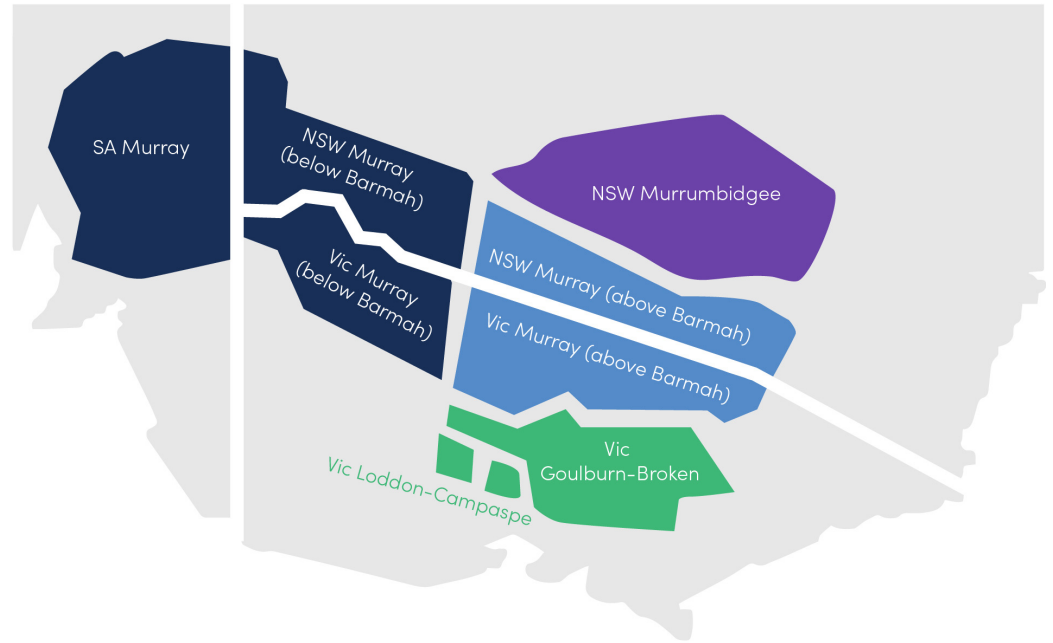 SA Murray
NSW Murray
(below Barmah)
Vic Murray
(below Barmah)
NSW Murrumbidgee
NSW Murray (above Barmah)
Vic Murray (above Barmah)
Vic
Goulburn-Broken
Vic Loddon-Campaspe